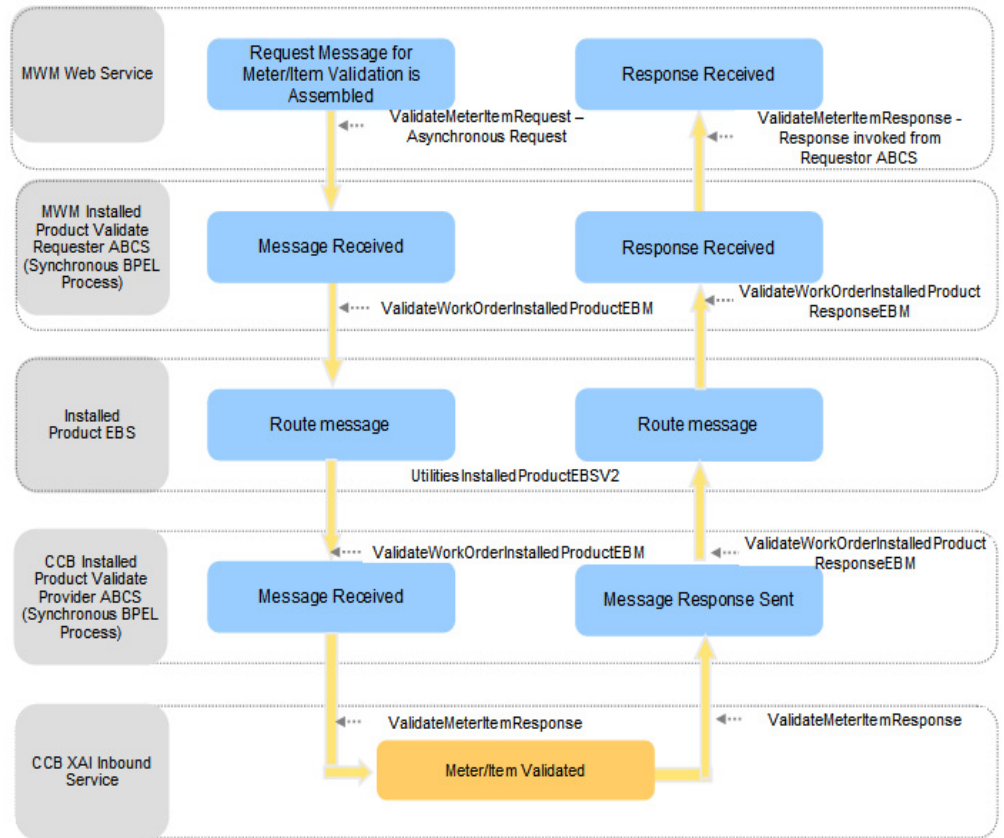 MWM Web Service
Request Message for
Meter/Item Validation is
Assembled
Response Received
ValidateMeterItemRequest –
Asynchronous Request
ValidateMeterItemResponse -
Response invoked from
Requestor ABCS
MWM Installed
Product Validate
Requester ABCS
(Synchronous BPEL
Process)
Message Received
Response Received
ValidateWorkOrderInstalledProductEBM
ValidateWorkOrderInstalledProduct
ResponseEBM
Installed
Product EBS
Route message
Route message
UtilitiesInstalledProductEBSV2
CCB Installed
Product Validate
Provider ABCS
(Synchronous BPEL
Process)
ValidateWorkOrderInstalledProductEBM
ValidateWorkOrderInstalledProduct
ResponseEBM
Message Received
Message Response Sent
CCB XAI Inbound
Service
ValidateMeterItemResponse
ValidateMeterItemResponse
Meter/Item Validated